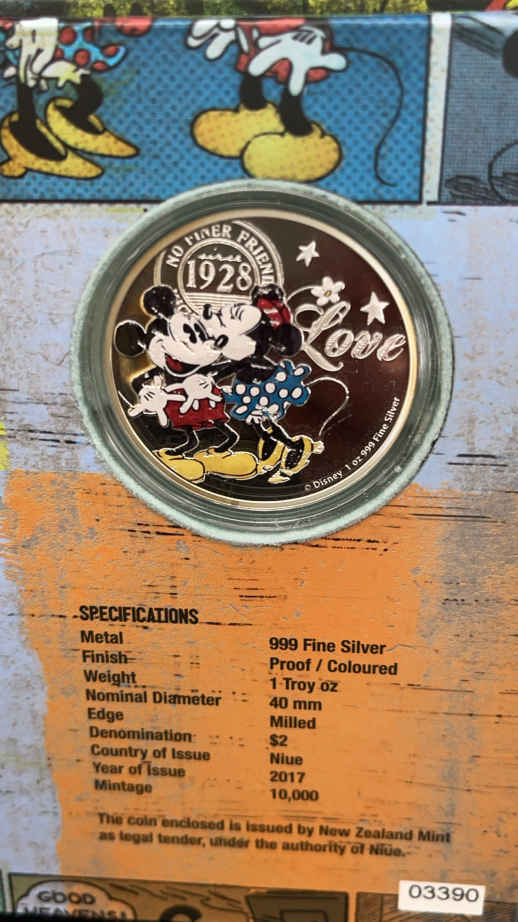 NO FINER FRIEND
since
1928
Love
© Disney 1 oz 999 Fine Silver
SPECIFICATIONS
Metal 999 Fine Silver
Finish Proof / Coloured
Weight 1 Troy oz
Nominal Diameter 40 mm
Edge Milled
Denomination $2
Country of Issue Niue
Year of Issue 2017
Mintage 10,000
The coin enclosed is issued by New Zealand Mint
as legal tender, under the authority of Niue.
GOOD
HEAVENS!
03390